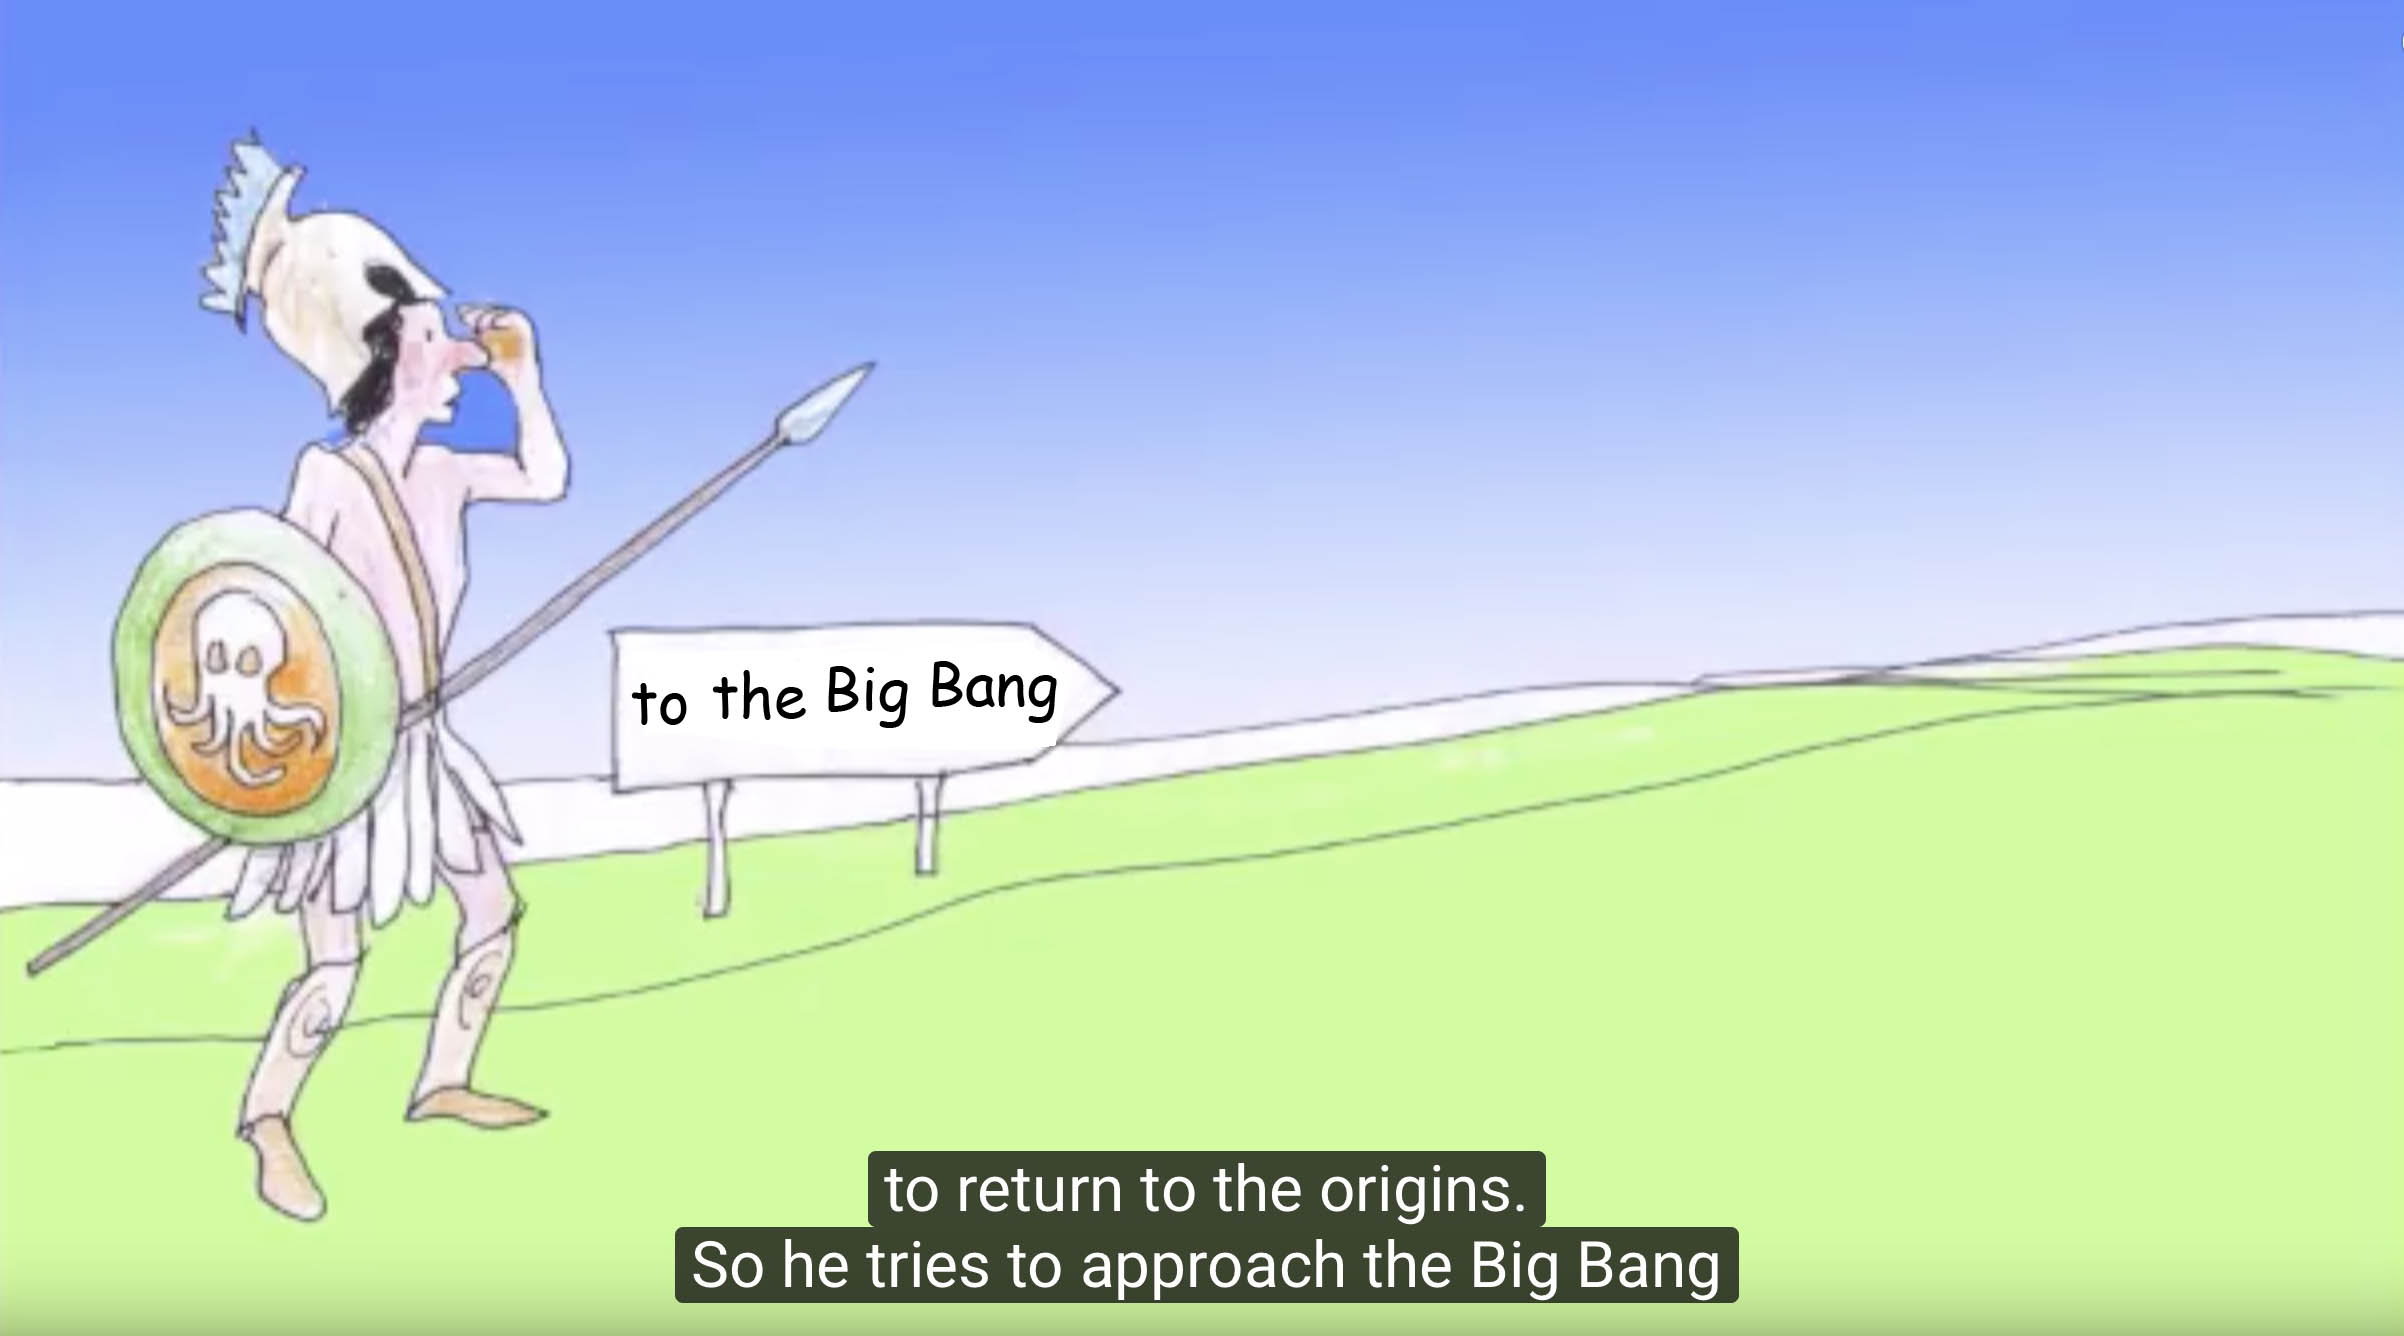 to the Big Bang
to return to the origins.
So he tries to approach the Big Bang